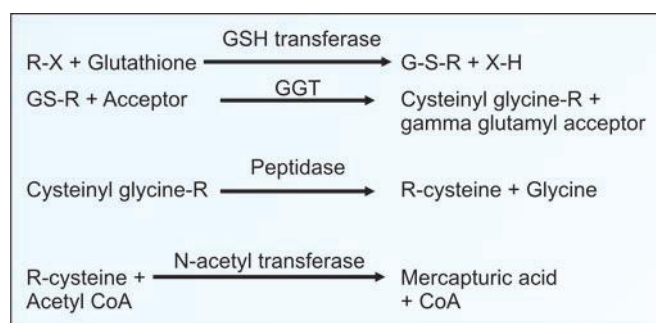 GSH transferase
R-X + Glutathione G-S-R + X-H
GGT
GS-R + Acceptor Cysteinyl glycine-R +
gamma glutamyl acceptor
Peptidase
Cysteinyl glycine-R R-cysteine + Glycine
N-acetyl transferase
R-cysteine + Mercapturic acid
Acetyl CoA + CoA